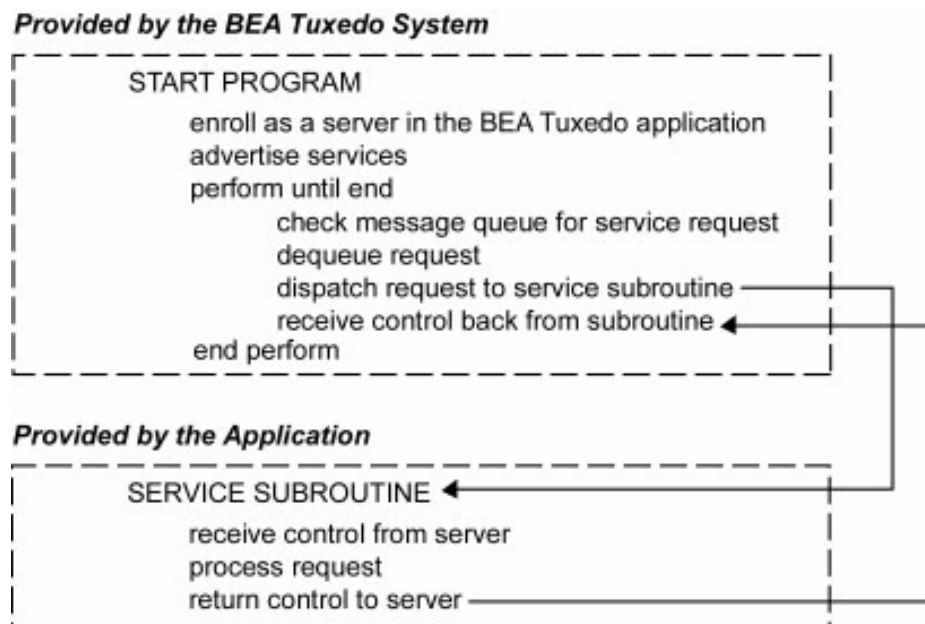 Provided by the BEA Tuxedo System
START PROGRAM
enroll as a server in the BEA Tuxedo application
advertise services
perform until end
check message queue for service request
dequeue request
dispatch request to service subroutine
receive control back from subroutine
end perform
Provided by the Application
SERVICE SUBROUTINE
receive control from server
process request
return control to server